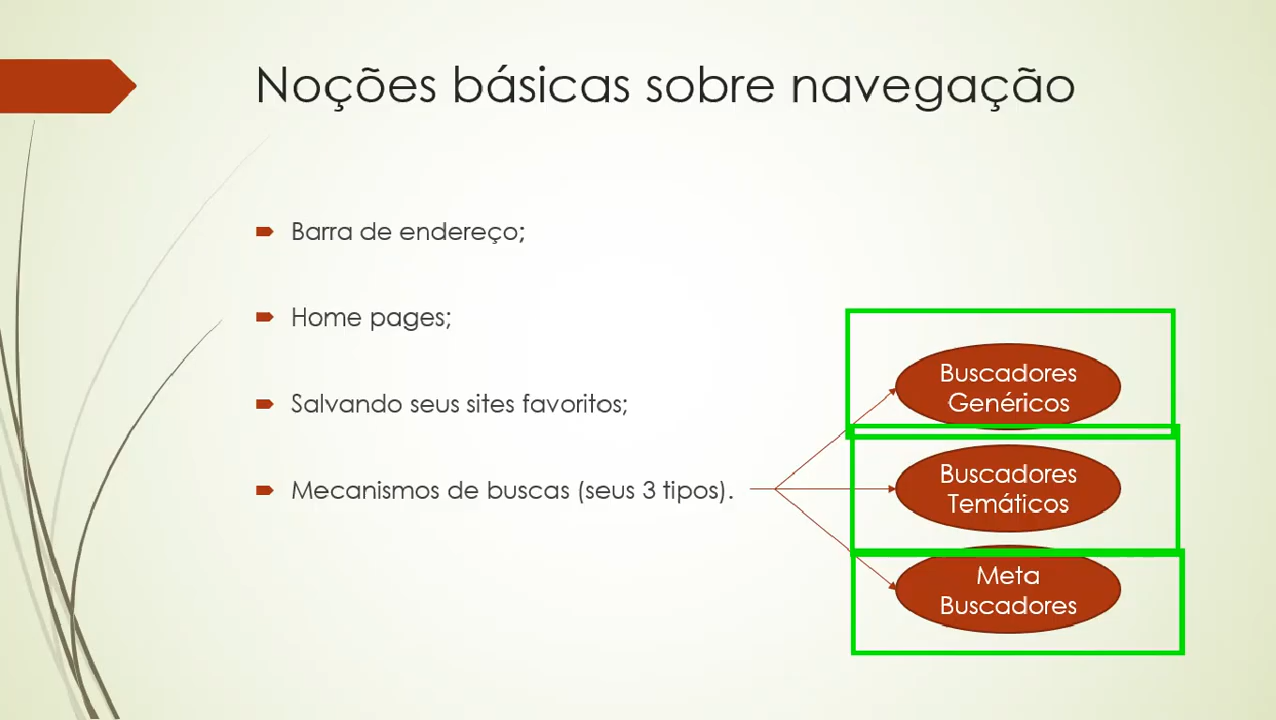 Noções básicas sobre navegação
Barra de endereço;
Home pages;
Salvando seus sites favoritos;
Mecanismos de buscas (seus 3 tipos).
Buscadores
Genéricos
Buscadores
Temáticos
Meta
Buscadores